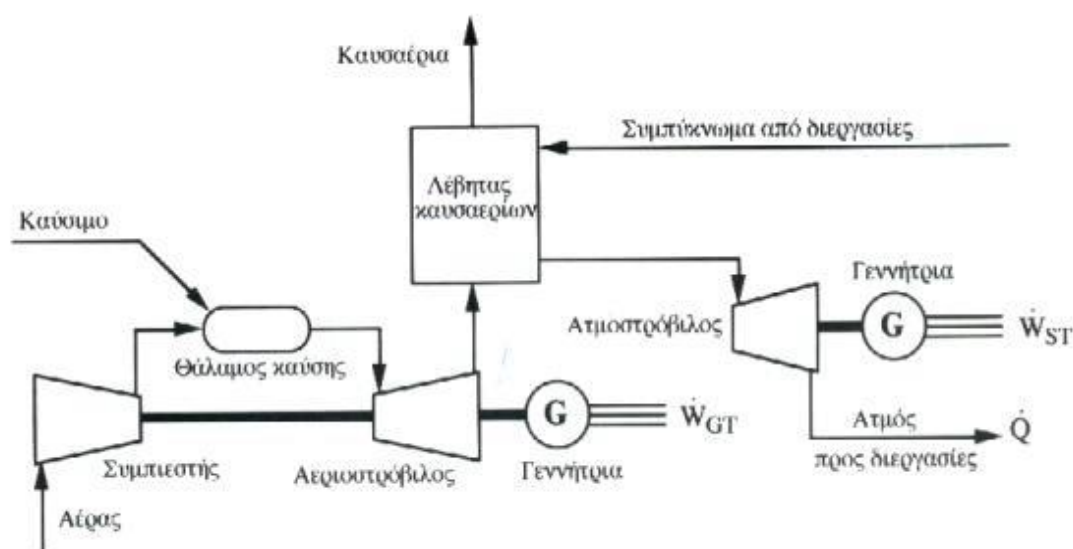 Καυσαέρια
Συμπύκνωμα από διεργασίες
Λέβητας
καυσαερίων
Καύσιμο
Γεννήτρια
Ατμοστρόβιλος
G
Ẇ_ST
Θάλαμος καύσης
G
Ẇ_GT
Ατμός
Q̇
προς διεργασίες
Συμπιεστής
Αεριοστρόβιλος
Γεννήτρια
Αέρας